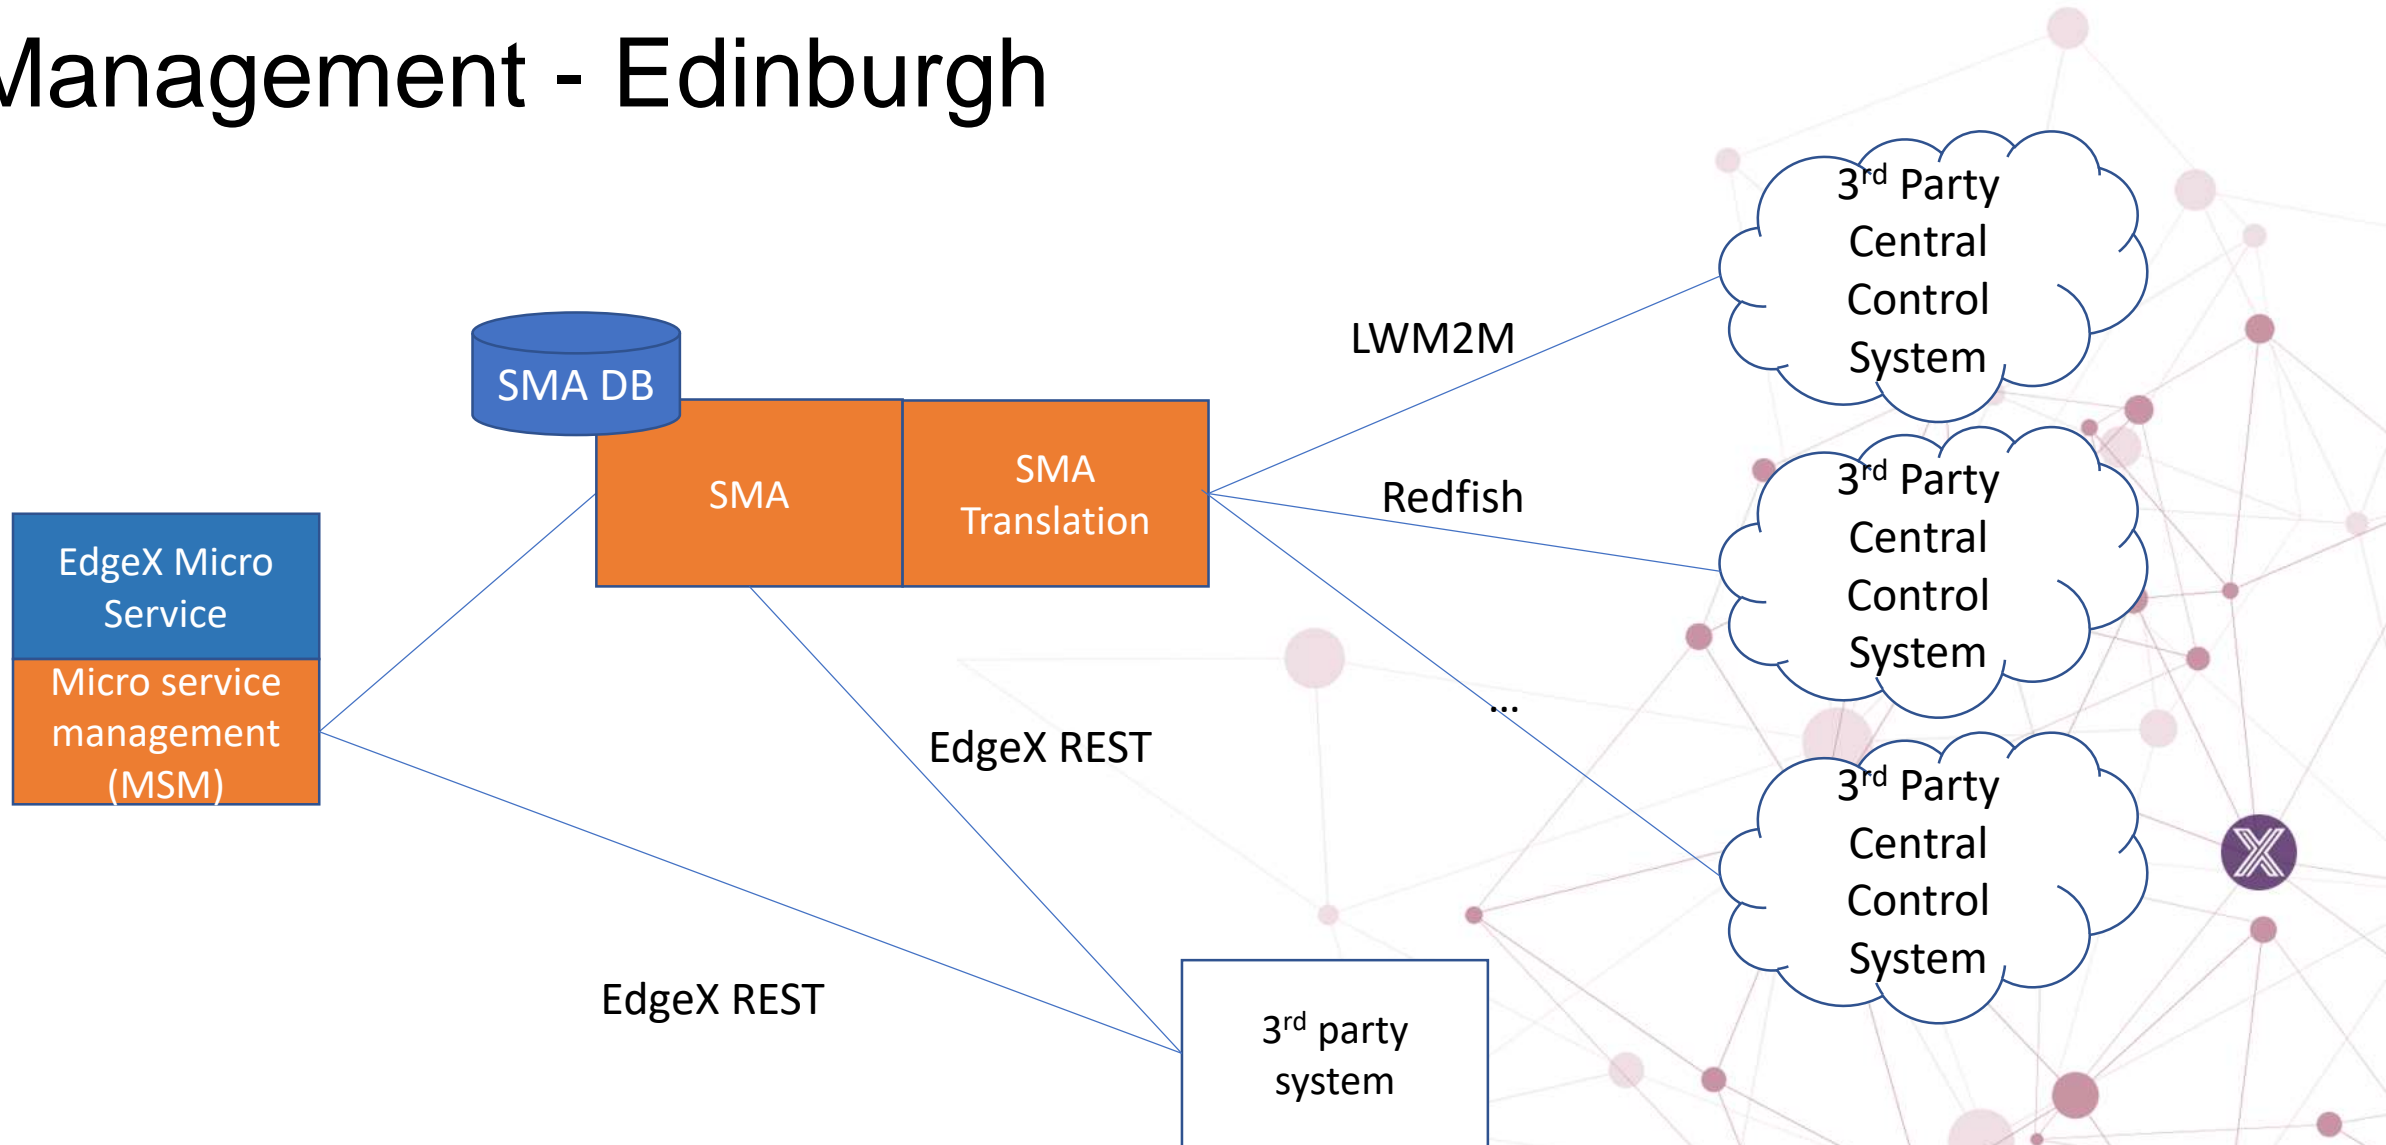 Management - Edinburgh
3rd Party
Central
Control
System
LWM2M
SMA DB
SMA
SMA
Translation
Redfish
3rd Party
Central
Control
System
EdgeX Micro
Service
Micro service
management
(MSM)
...
EdgeX REST
3rd Party
Central
Control
System
EdgeX REST
3rd party
system